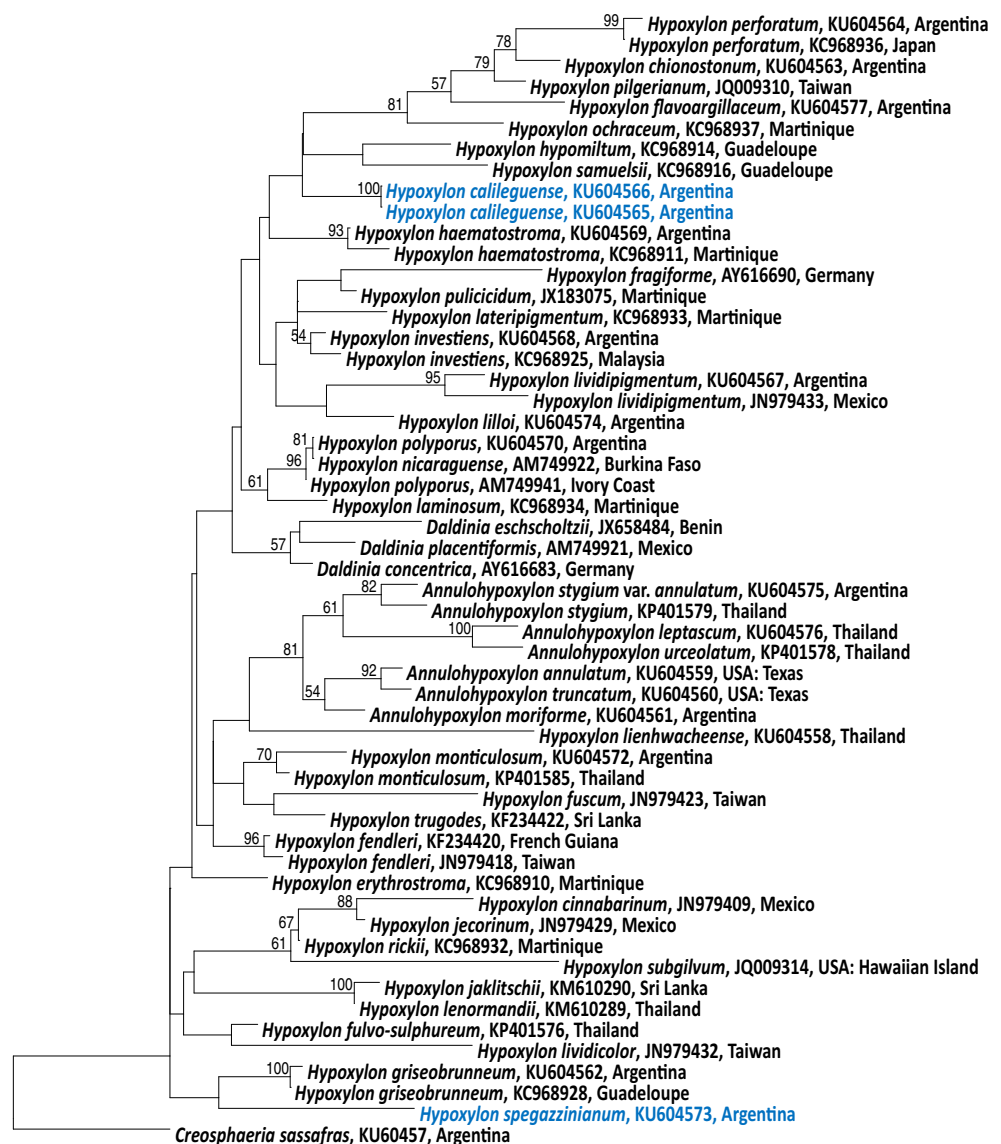 99
Hypoxylon perforatum, KU604564, Argentina
78
Hypoxylon perforatum, KC968936, Japan
79
Hypoxylon chionostonum, KU604563, Argentina
57
Hypoxylon pilgerianum, JQ009310, Taiwan
81
Hypoxylon flavoargillaceum, KU604577, Argentina
Hypoxylon ochraceum, KC968937, Martinique
Hypoxylon hypomiltum, KC968914, Guadeloupe
Hypoxylon samuelsii, KC968916, Guadeloupe
100
Hypoxylon calileguense, KU604566, Argentina
Hypoxylon calileguense, KU604565, Argentina
93
Hypoxylon haematostroma, KU604569, Argentina
Hypoxylon haematostroma, KC968911, Martinique
Hypoxylon fragiforme, AY616690, Germany
Hypoxylon pulicicidum, JX183075, Martinique
Hypoxylon lateripigmentum, KC968933, Martinique
54
Hypoxylon investiens, KU604568, Argentina
Hypoxylon investiens, KC968925, Malaysia
95
Hypoxylon lividipigmentum, KU604567, Argentina
Hypoxylon lividipigmentum, JN979433, Mexico
Hypoxylon lilloi, KU604574, Argentina
81
Hypoxylon polyporus, KU604570, Argentina
96
Hypoxylon nicaraguense, AM749922, Burkina Faso
61
Hypoxylon polyporus, AM749941, Ivory Coast
Hypoxylon laminosum, KC968934, Martinique
Daldinia eschscholtzii, JX658484, Benin
57
Daldinia placentiformis, AM749921, Mexico
Daldinia concentrica, AY616683, Germany
82
Annulohypoxylon stygium var. annulatum, KU604575, Argentina
61
Annulohypoxylon stygium, KP401579, Thailand
100
Annulohypoxylon leptascum, KU604576, Thailand
81
Annulohypoxylon urceolatum, KP401578, Thailand
92
Annulohypoxylon annulatum, KU604559, USA: Texas
54
Annulohypoxylon truncatum, KU604560, USA: Texas
Annulohypoxylon moriforme, KU604561, Argentina
Hypoxylon lienhwacheense, KU604558, Thailand
70
Hypoxylon monticulosum, KU604572, Argentina
Hypoxylon monticulosum, KP401585, Thailand
Hypoxylon fuscum, JN979423, Taiwan
Hypoxylon trugodes, KF234422, Sri Lanka
96
Hypoxylon fendleri, KF234420, French Guiana
Hypoxylon fendleri, JN979418, Taiwan
Hypoxylon erythrostroma, KC968910, Martinique
88
Hypoxylon cinnabarinum, JN979409, Mexico
67
Hypoxylon jecorinum, JN979429, Mexico
61
Hypoxylon rickii, KC968932, Martinique
Hypoxylon subgilvum, JQ009314, USA: Hawaiian Island
100
Hypoxylon jaklitschii, KM610290, Sri Lanka
Hypoxylon lenormandii, KM610289, Thailand
Hypoxylon fulvo-sulphureum, KP401576, Thailand
Hypoxylon lividicolor, JN979432, Taiwan
100
Hypoxylon griseobrunneum, KU604562, Argentina
Hypoxylon griseobrunneum, KC968928, Guadeloupe
Hypoxylon spegazzinianum, KU604573, Argentina
Creosphaeria sassafras, KU60457, Argentina